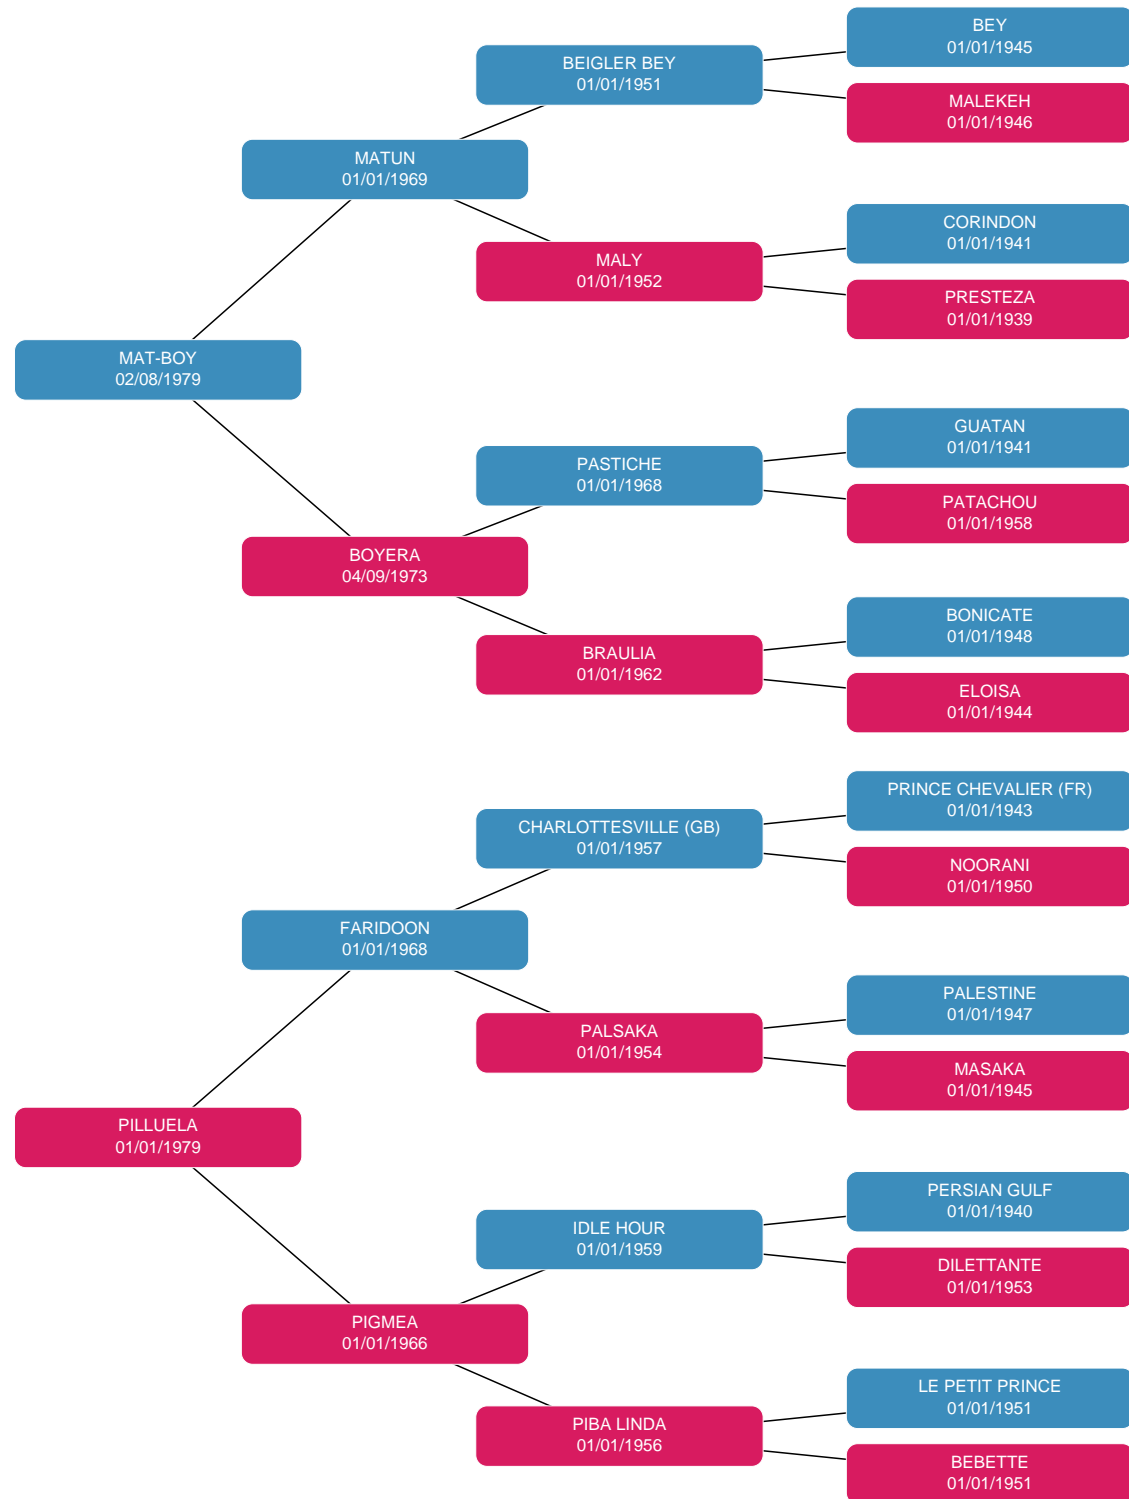 BEY
01/01/1945
BEIGLER BEY
01/01/1951
MALEKEH
01/01/1946
MATUN
01/01/1969
CORINDON
01/01/1941
MALY
01/01/1952
PRESTEZA
01/01/1939
MAT-BOY
02/08/1979
GUATAN
01/01/1941
PASTICHE
01/01/1968
PATACHOU
01/01/1958
BOYERA
04/09/1973
BONICATE
01/01/1948
BRAULIA
01/01/1962
ELOISA
01/01/1944
PRINCE CHEVALIER (FR)
01/01/1943
CHARLOTTESVILLE (GB)
01/01/1957
NOORANI
01/01/1950
FARIDOON
01/01/1968
PALESTINE
01/01/1947
PALSAKA
01/01/1954
MASAKA
01/01/1945
PILLUELA
01/01/1979
PERSIAN GULF
01/01/1940
IDLE HOUR
01/01/1959
DILETTANTE
01/01/1953
PIGMEA
01/01/1966
LE PETIT PRINCE
01/01/1951
PIBA LINDA
01/01/1956
BEBETTE
01/01/1951